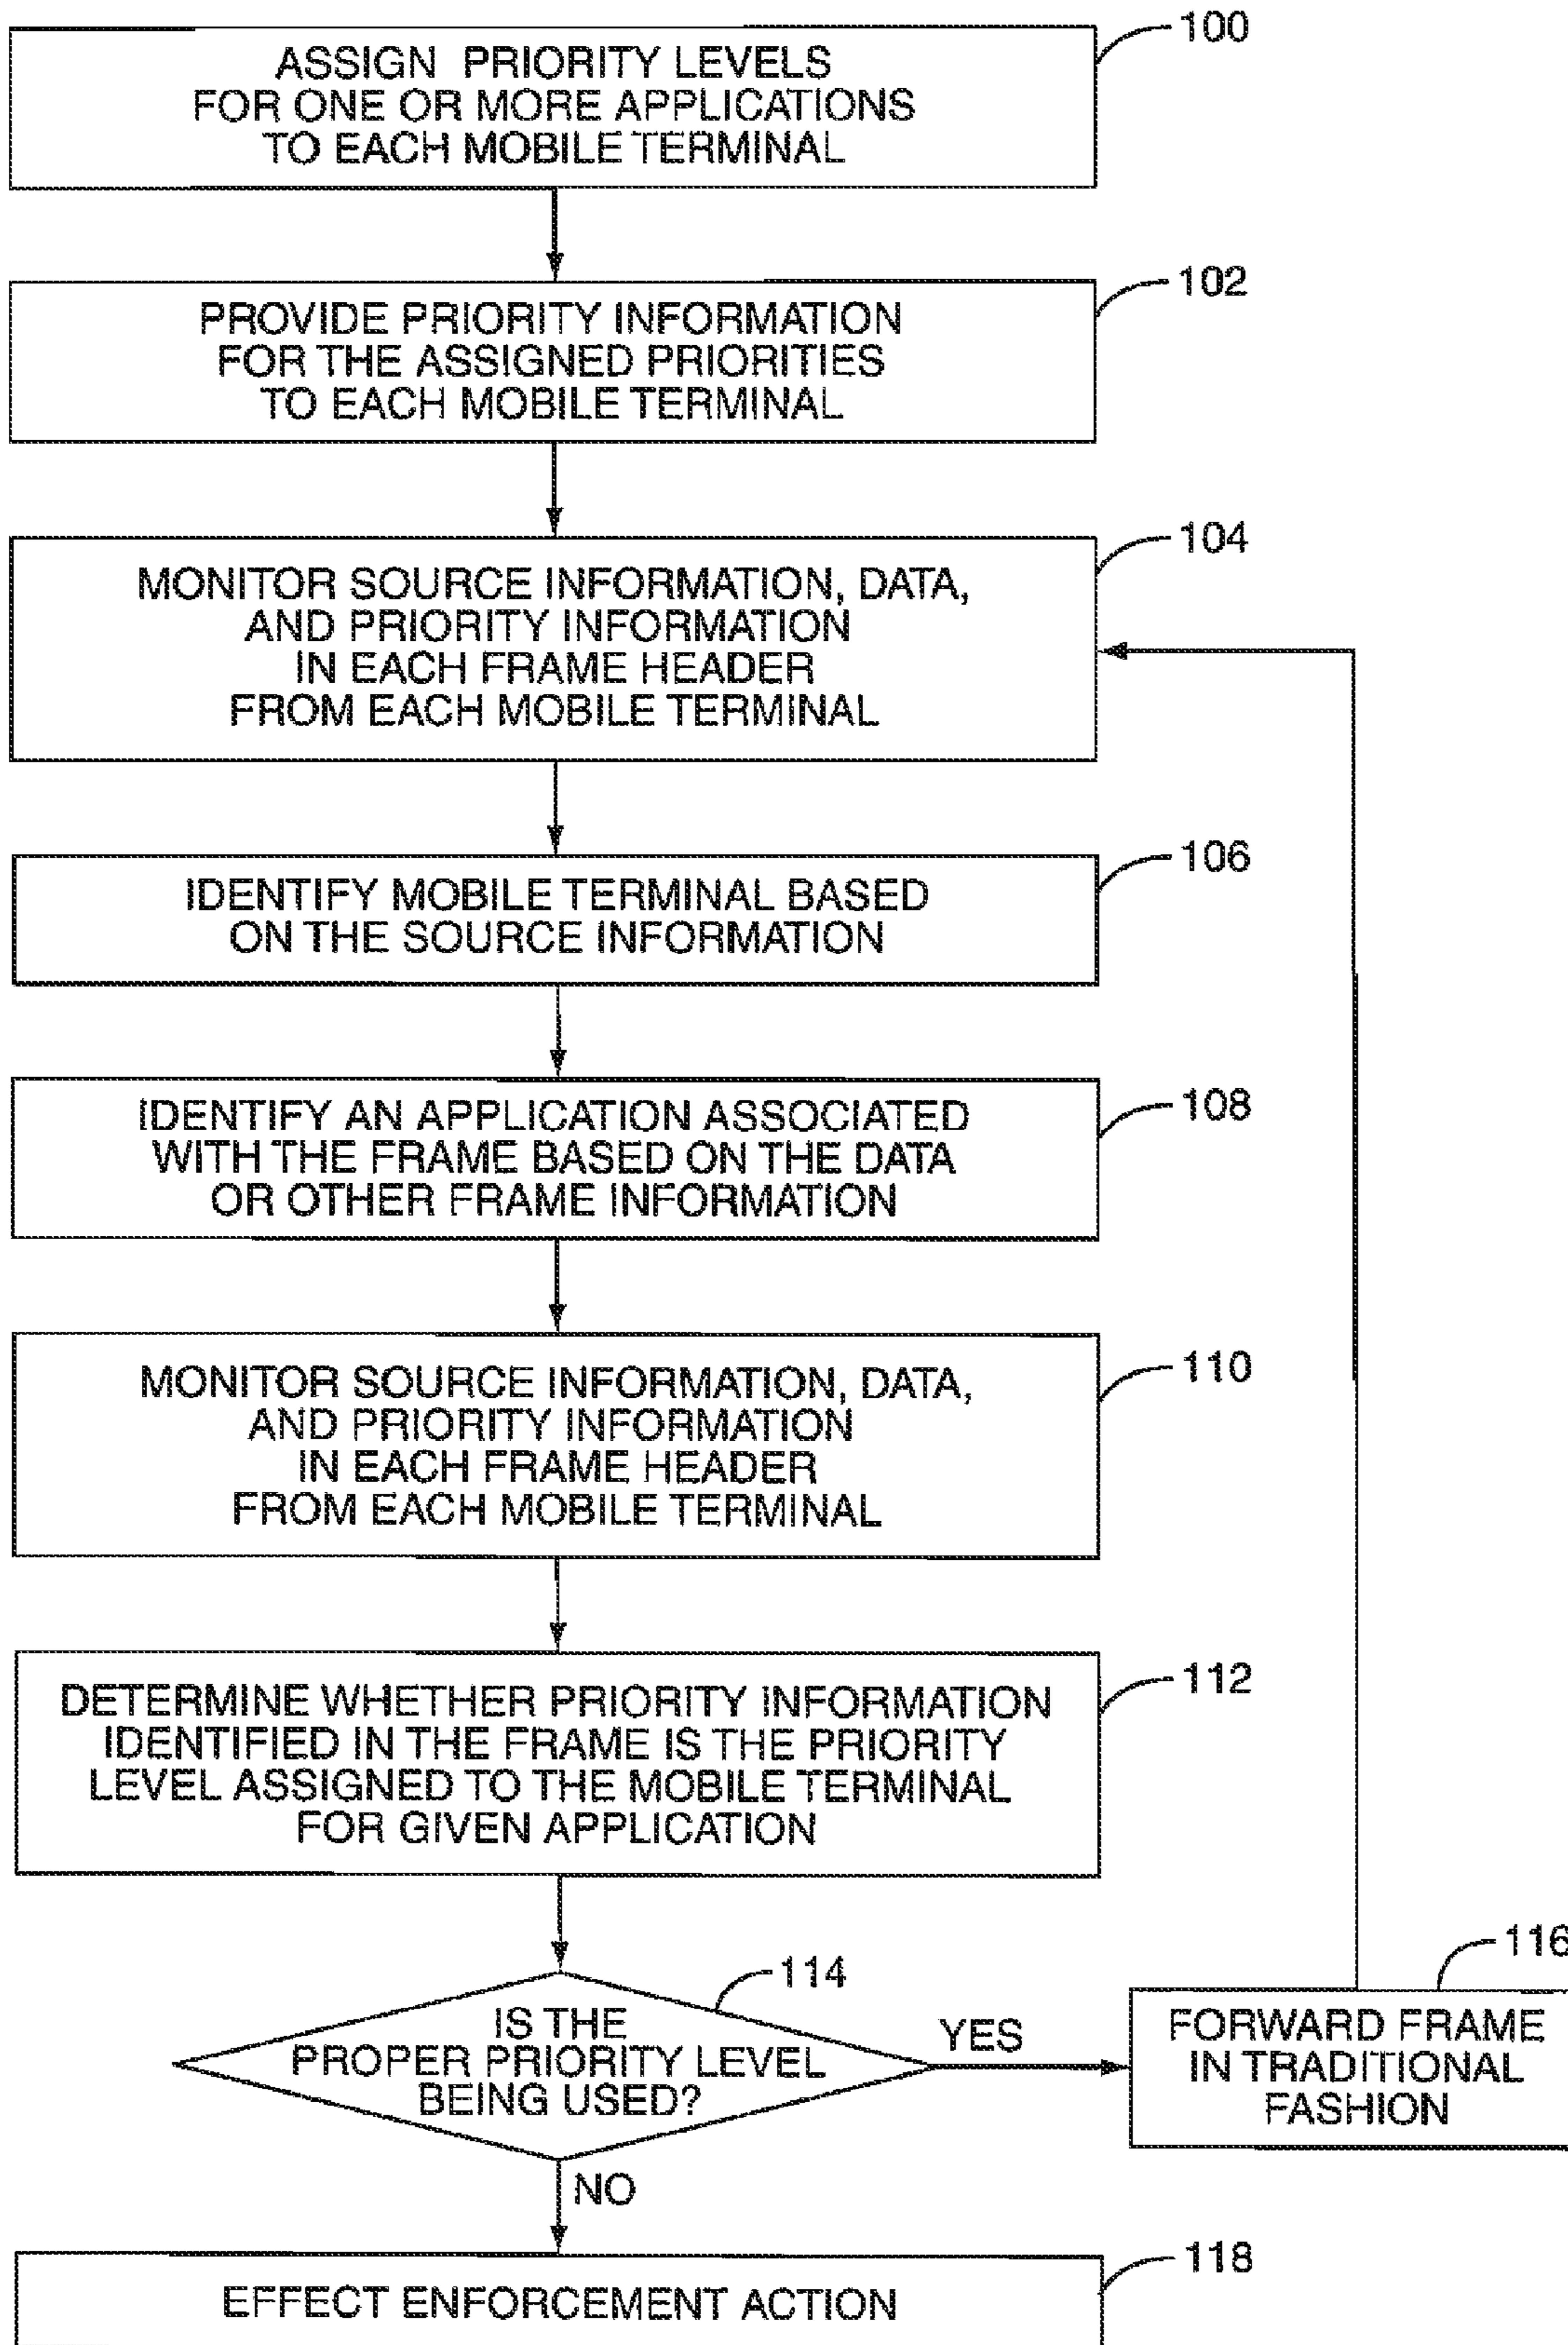 100
ASSIGN PRIORITY LEVELS
FOR ONE OR MORE APPLICATIONS
TO EACH MOBILE TERMINAL
102
PROVIDE PRIORITY INFORMATION
FOR THE ASSIGNED PRIORITIES
TO EACH MOBILE TERMINAL
104
MONITOR SOURCE INFORMATION, DATA,
AND PRIORITY INFORMATION
IN EACH FRAME HEADER
FROM EACH MOBILE TERMINAL
106
IDENTIFY MOBILE TERMINAL BASED
ON THE SOURCE INFORMATION
108
IDENTIFY AN APPLICATION ASSOCIATED
WITH THE FRAME BASED ON THE DATA
OR OTHER FRAME INFORMATION
110
MONITOR SOURCE INFORMATION, DATA,
AND PRIORITY INFORMATION
IN EACH FRAME HEADER
FROM EACH MOBILE TERMINAL
112
DETERMINE WHETHER PRIORITY INFORMATION
IDENTIFIED IN THE FRAME IS THE PRIORITY
LEVEL ASSIGNED TO THE MOBILE TERMINAL
FOR GIVEN APPLICATION
114
IS THE
PROPER PRIORITY LEVEL
BEING USED?
YES
116
FORWARD FRAME
IN TRADITIONAL
FASHION
NO
118
EFFECT ENFORCEMENT ACTION